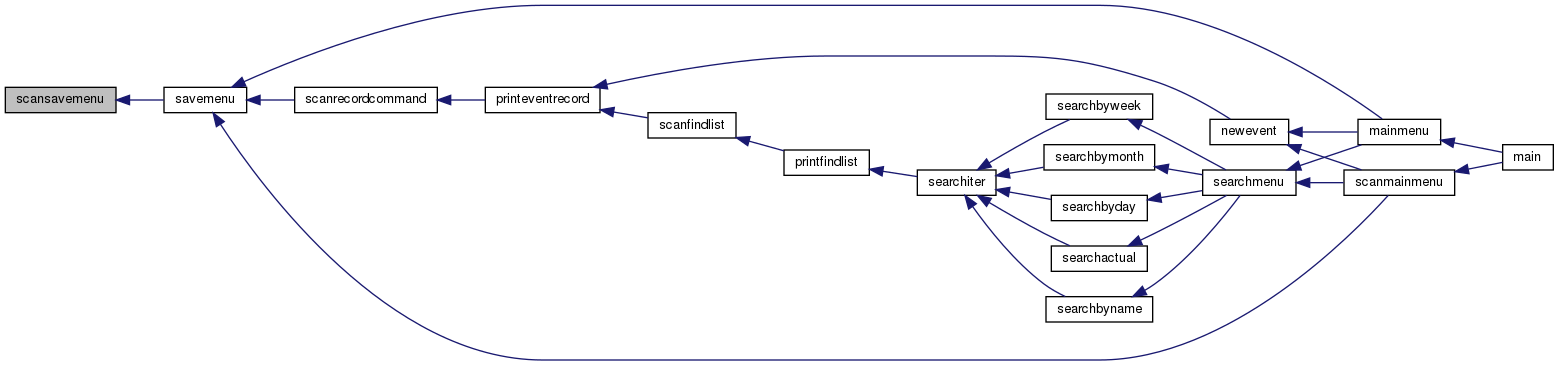 scansavemenu
savemenu
scanrecordcommand
printeventrecord
scanfindlist
printfindlist
searchiter
searchbyweek
searchbymonth
searchbyday
searchactual
searchbyname
newevent
searchmenu
mainmenu
scanmainmenu
main